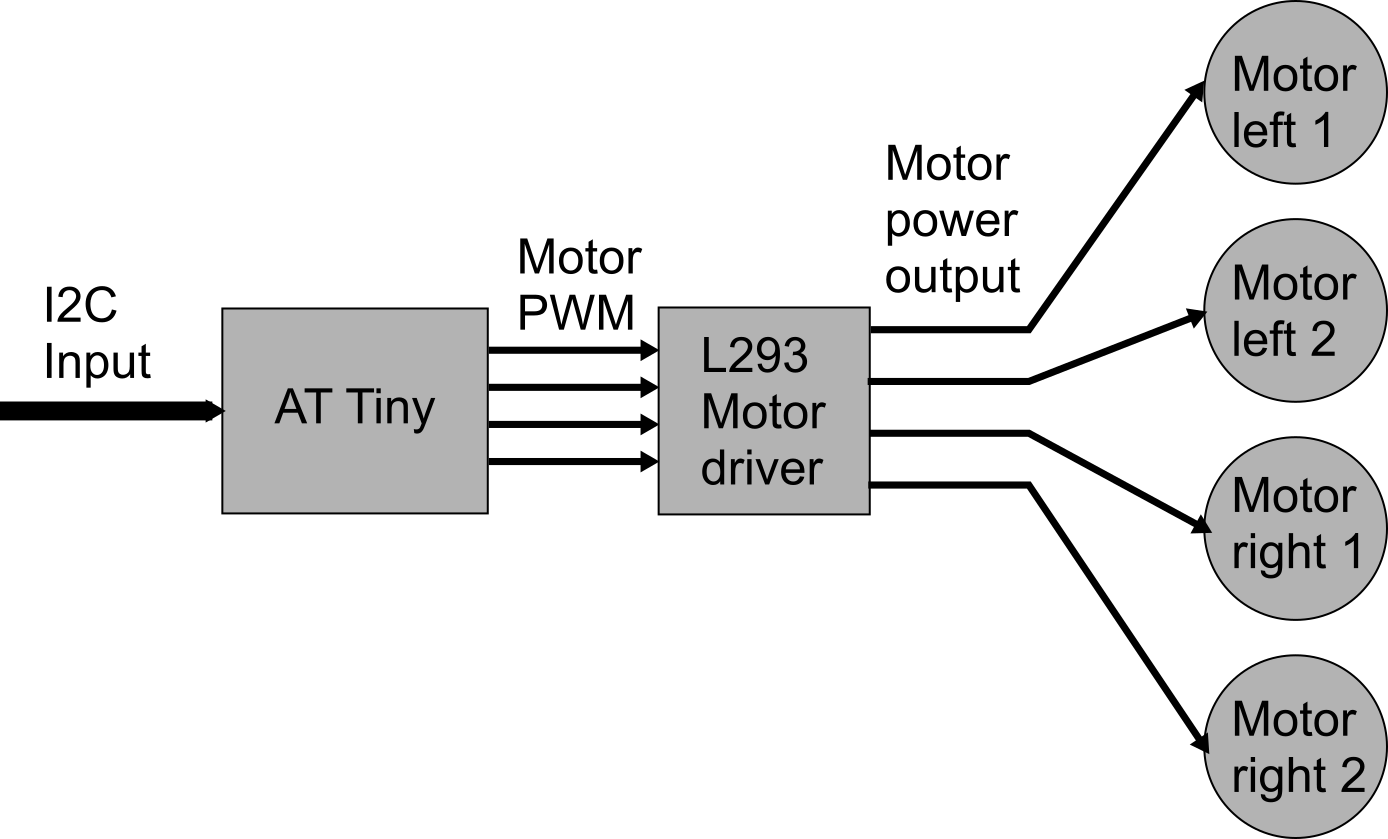 I2C
Input
AT Tiny
Motor
PWM
L293
Motor
driver
Motor
power
output
Motor
left 1
Motor
left 2
Motor
right 1
Motor
right 2